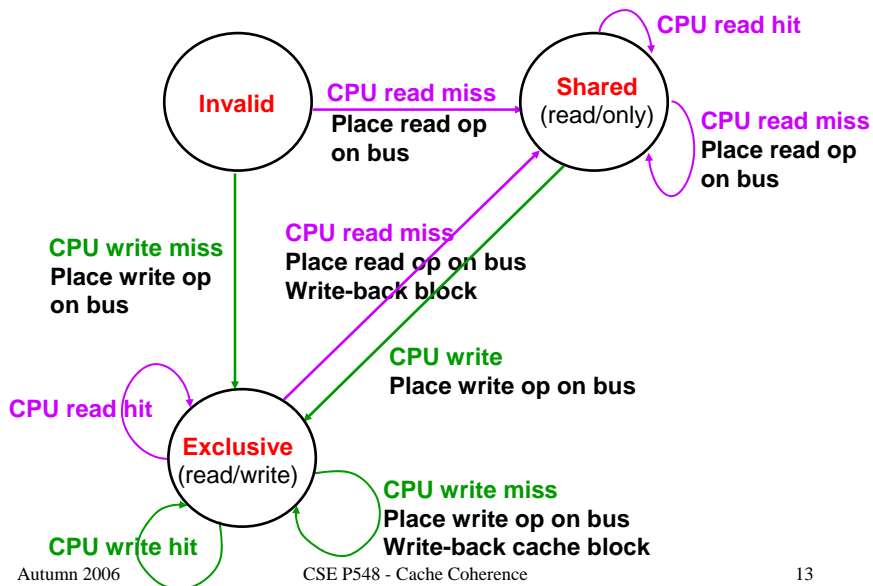 CPU read hit
Invalid
CPU read miss
Place read op
on bus
Shared
(read/only)
CPU read miss
Place read op
on bus
CPU write miss
Place write op
on bus
CPU read miss
Place read op on bus
Write-back block
CPU write
Place write op on bus
CPU read hit
Exclusive
(read/write)
CPU write miss
Place write op on bus
Write-back cache block
CPU write hit
Autumn 2006
CSE P548 - Cache Coherence
13